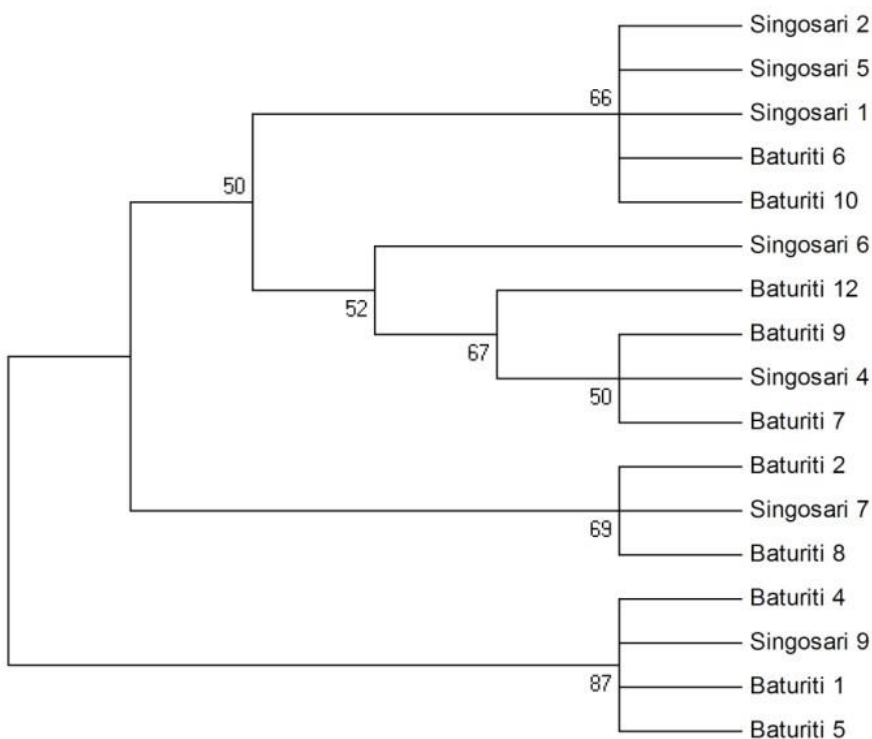 Singosari 2
Singosari 5
66
Singosari 1
Baturiti 6
50
Baturiti 10
Singosari 6
Baturiti 12
52
Baturiti 9
67
Singosari 4
50
Baturiti 7
Baturiti 2
Singosari 7
69
Baturiti 8
Baturiti 4
Singosari 9
87
Baturiti 1
Baturiti 5